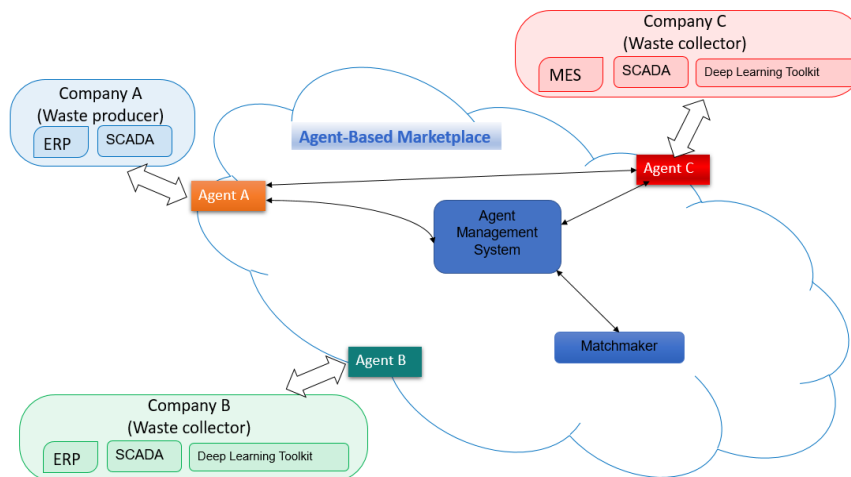 Company C
(Waste collector)
MES
SCADA
Deep Learning Toolkit
Company A
(Waste producer)
ERP
SCADA
Agent-Based Marketplace
Agent A
Agent C
Agent
Management
System
Matchmaker
Agent B
Company B
(Waste collector)
ERP
SCADA
Deep Learning Toolkit